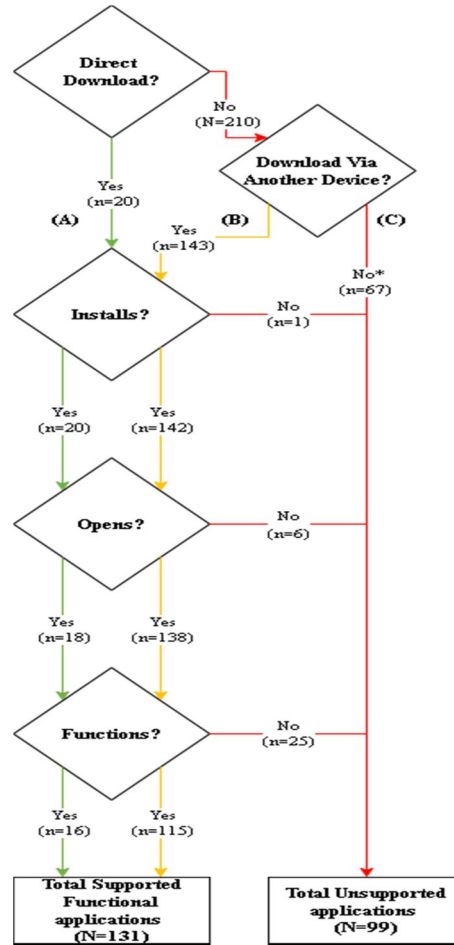 Direct
Download?
No
(N=210)
Download Via
Another Device?
Yes
(n=20)
(A)
(B)
(C)
Yes
(n=143)
No*
(n=67)
Installs?
No
(n=1)
Yes
(n=20)
Yes
(n=142)
Opens?
No
(n=6)
Yes
(n=18)
Yes
(n=138)
Functions?
No
(n=25)
Yes
(n=16)
Yes
(n=115)
Total Supported
Functional
applications
(N=131)
Total Unsupported
applications
(N=99)